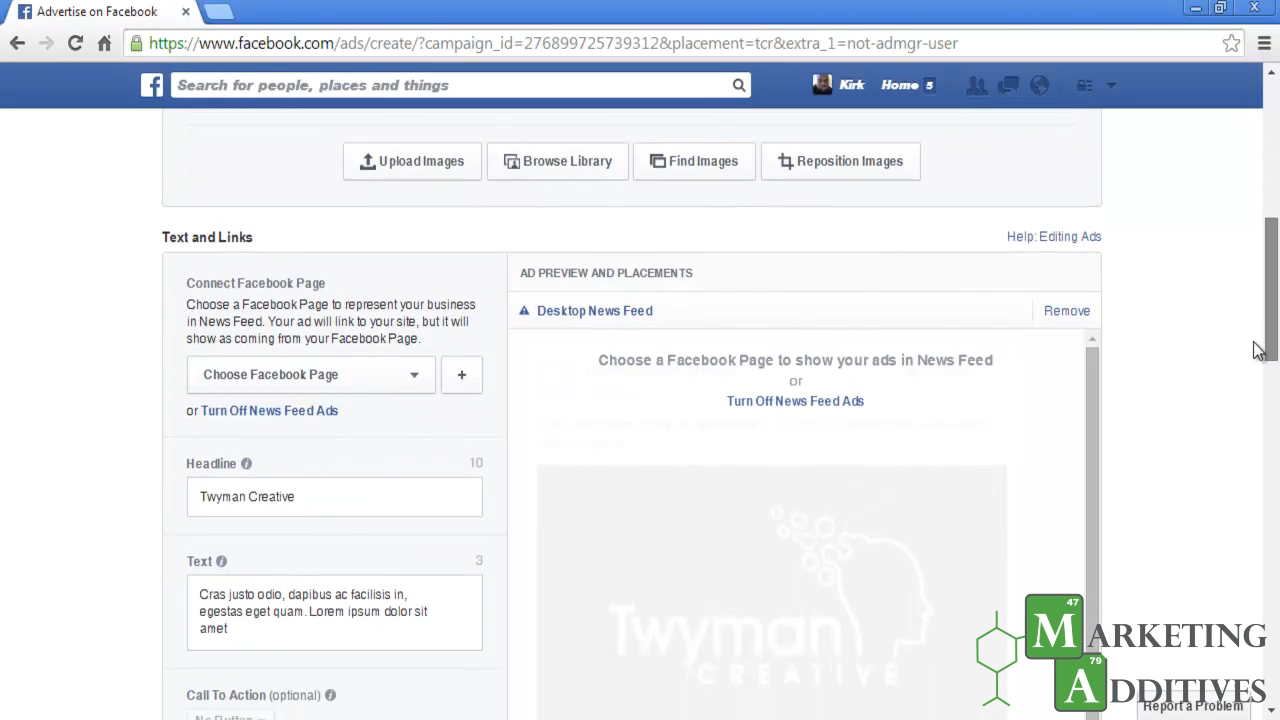 Advertise on Facebook
https://www.facebook.com/ads/create/?campaign_id=276899725739312&placement=tcr&extra_1=not-admgr-user
Search for people, places and things
Kirk
Home 5
Upload Images
Browse Library
Find Images
Reposition Images
Text and Links
Help: Editing Ads
Connect Facebook Page
Choose a Facebook Page to represent your business
in News Feed. Your ad will link to your site, but it will
show as coming from your Facebook Page.
Choose Facebook Page
+
or Turn Off News Feed Ads
Headline
10
Twyman Creative
Text
3
Cras justo odio, dapibus ac facilisis in,
egestas eget quam. Lorem ipsum dolor sit
amet
Call To Action (optional)
No Button
AD PREVIEW AND PLACEMENTS
Desktop News Feed
Remove
Choose a Facebook Page to show your ads in News Feed
or
Turn Off News Feed Ads
Twyman
CREATIVE
47
MARKETING
79
ADDITIVES
Report a Problem